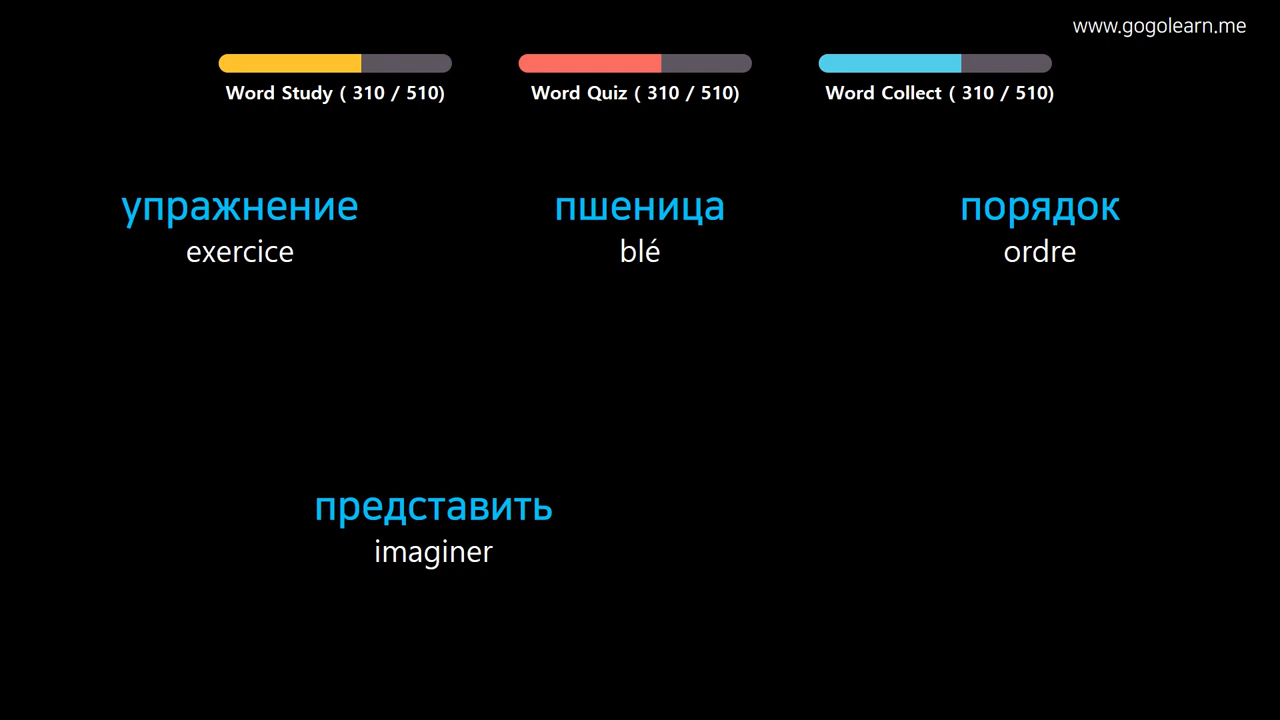 www.gogolearn.me
Word Study ( 310 / 510)
Word Quiz ( 310 / 510)
Word Collect ( 310 / 510)
упражнение
exercice
пшеница
blé
порядок
ordre
представить
imaginer